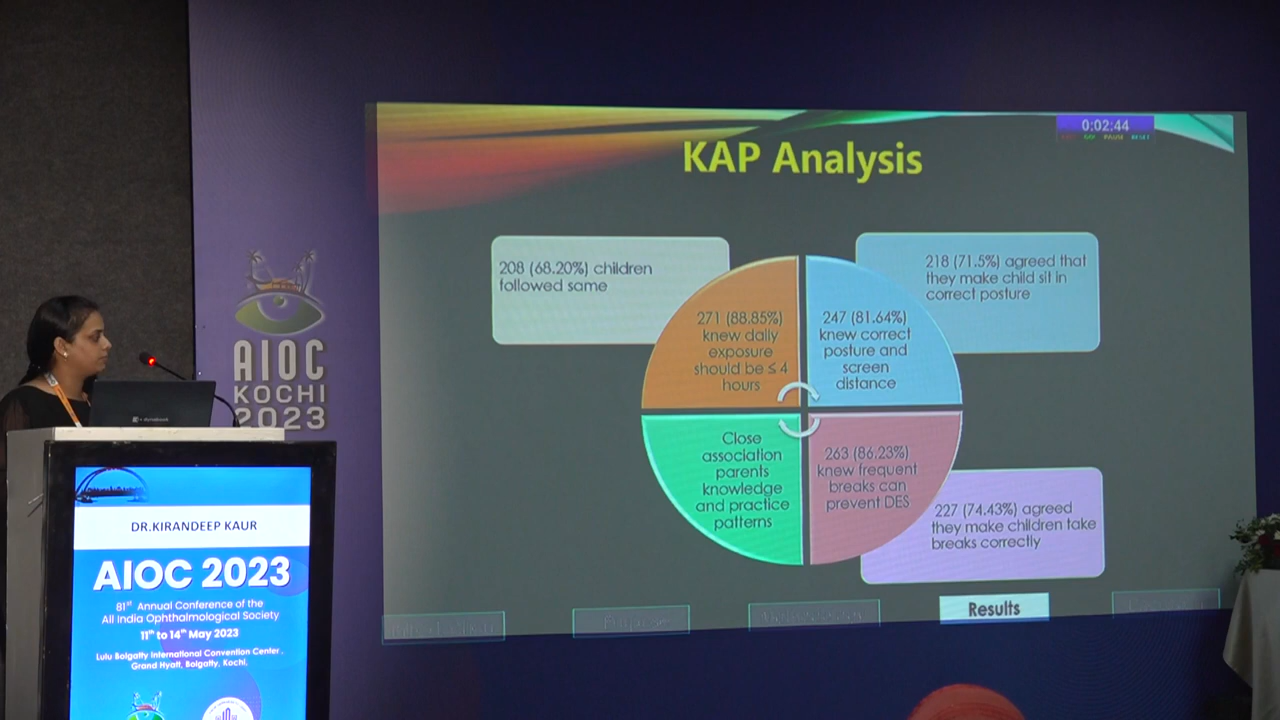 0:02:44
KAP Analysis
208 (68.20%) children
followed same
218 (71.5%) agreed that
they make child sit in
correct posture
271 (88.85%)
knew daily
exposure
should be ≤ 4
hours
247 (81.64%)
knew correct
posture and
screen
distance
Close
association
parents
knowledge
and practice
patterns
263 (86.23%)
knew frequent
breaks can
prevent DES
227 (74.43%) agreed
they make children take
breaks correctly
Results
AIOC
KOCHI
2023
DR.KIRANDEEP KAUR
AIOC 2023
81st Annual Conference of the
All India Ophthalmological Society
11th to 14th May 2023
Lulu Bolgatty International Convention Center,
Grand Hyatt, Bolgatty, Kochi.